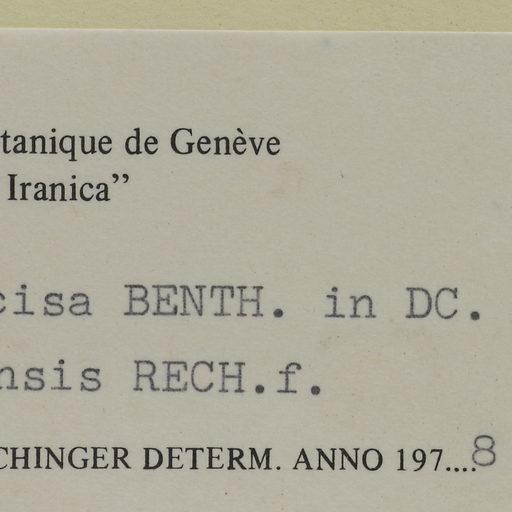 tanique de Genève
Iranica”
cisa BENTH. in DC.
nsis RECH.f.
CHINGER DETERM. ANNO 197....8